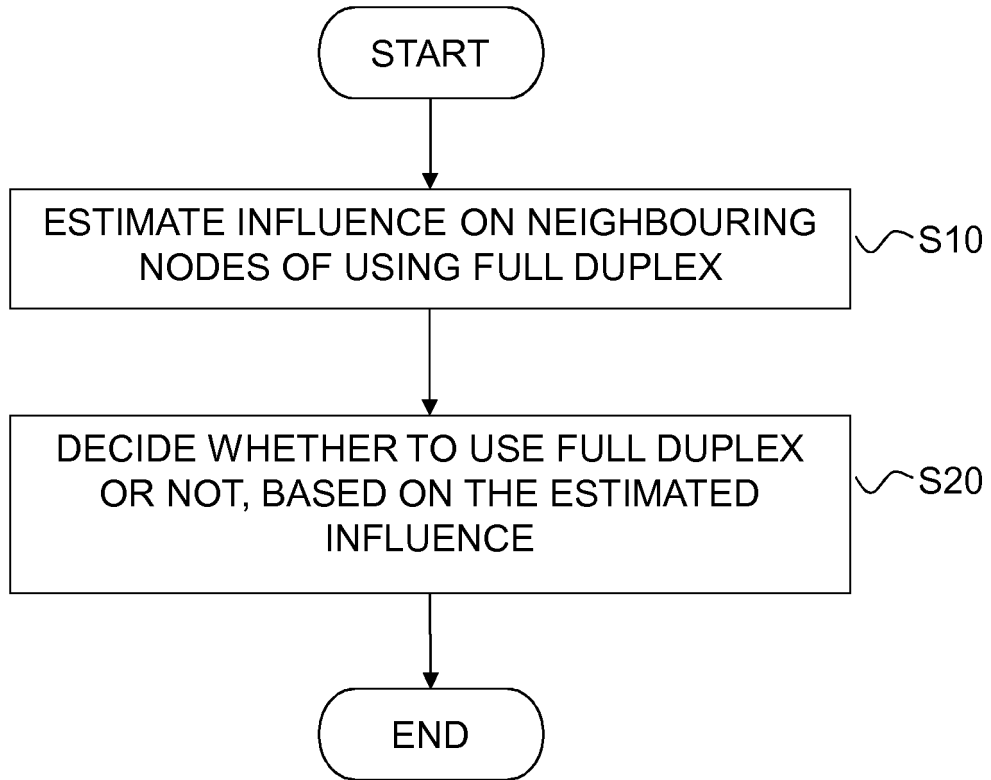 START
ESTIMATE INFLUENCE ON NEIGHBOURING
NODES OF USING FULL DUPLEX
S10
DECIDE WHETHER TO USE FULL DUPLEX
OR NOT, BASED ON THE ESTIMATED
INFLUENCE
S20
END